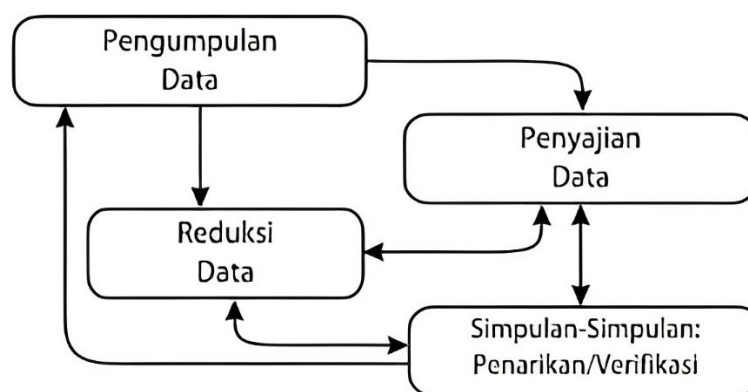 Pengumpulan
Data
Penyajian
Data
Reduksi
Data
Simpulan-Simpulan:
Penarikan/Verifikasi